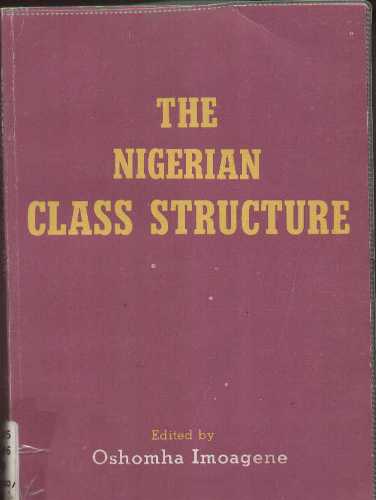 THE
NIGERIAN
CLASS STRUCTURE
Edited by
Oshomha Imoagene